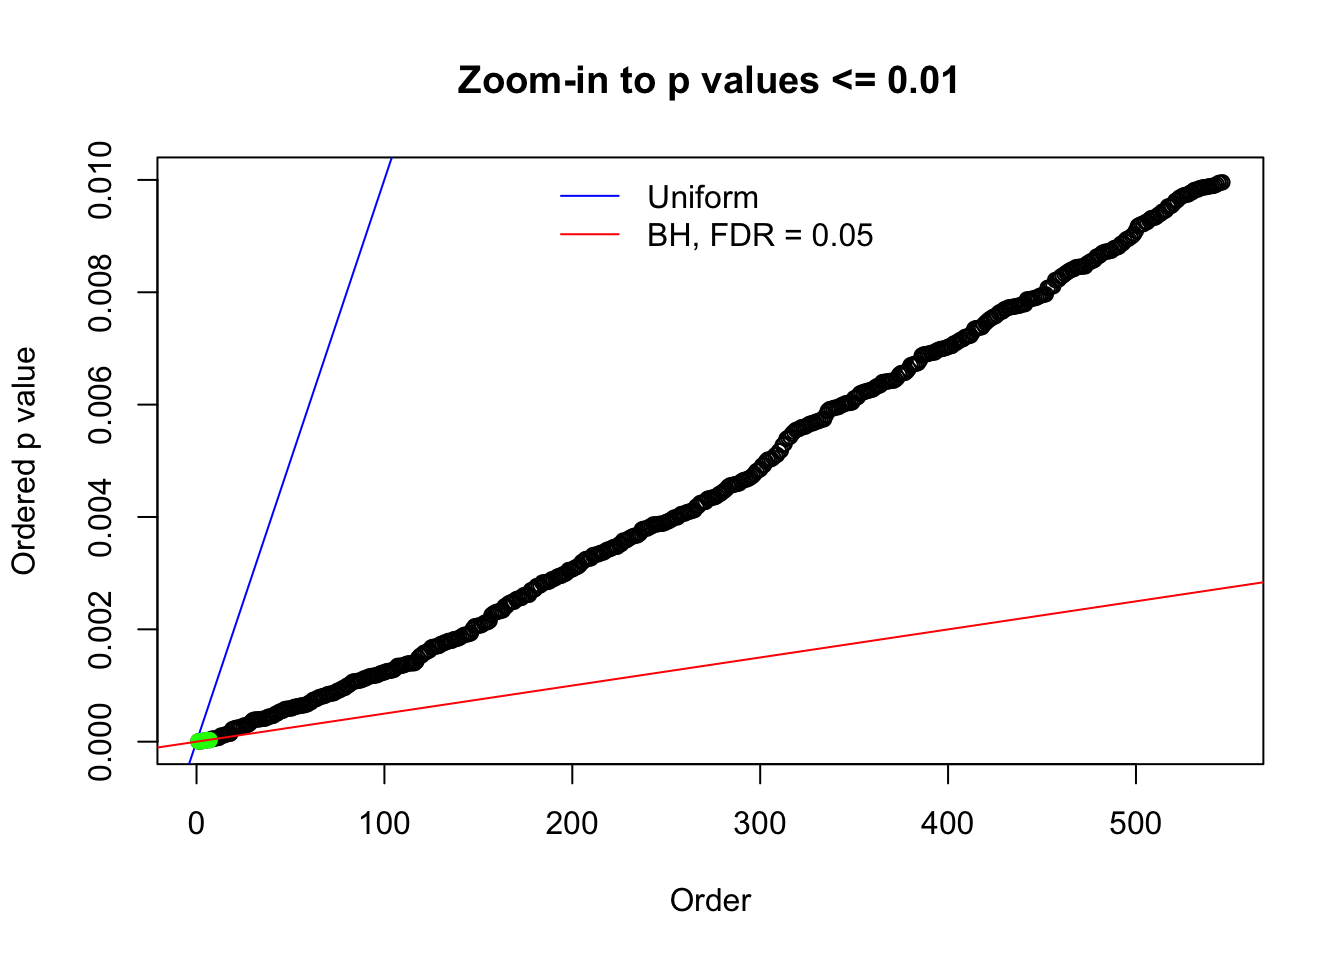 Zoom-in to p values <= 0.01
Uniform
BH, FDR = 0.05
Ordered p value
0.010
0.008
0.006
0.004
0.002
0.000
0 100 200 300 400 500
Order